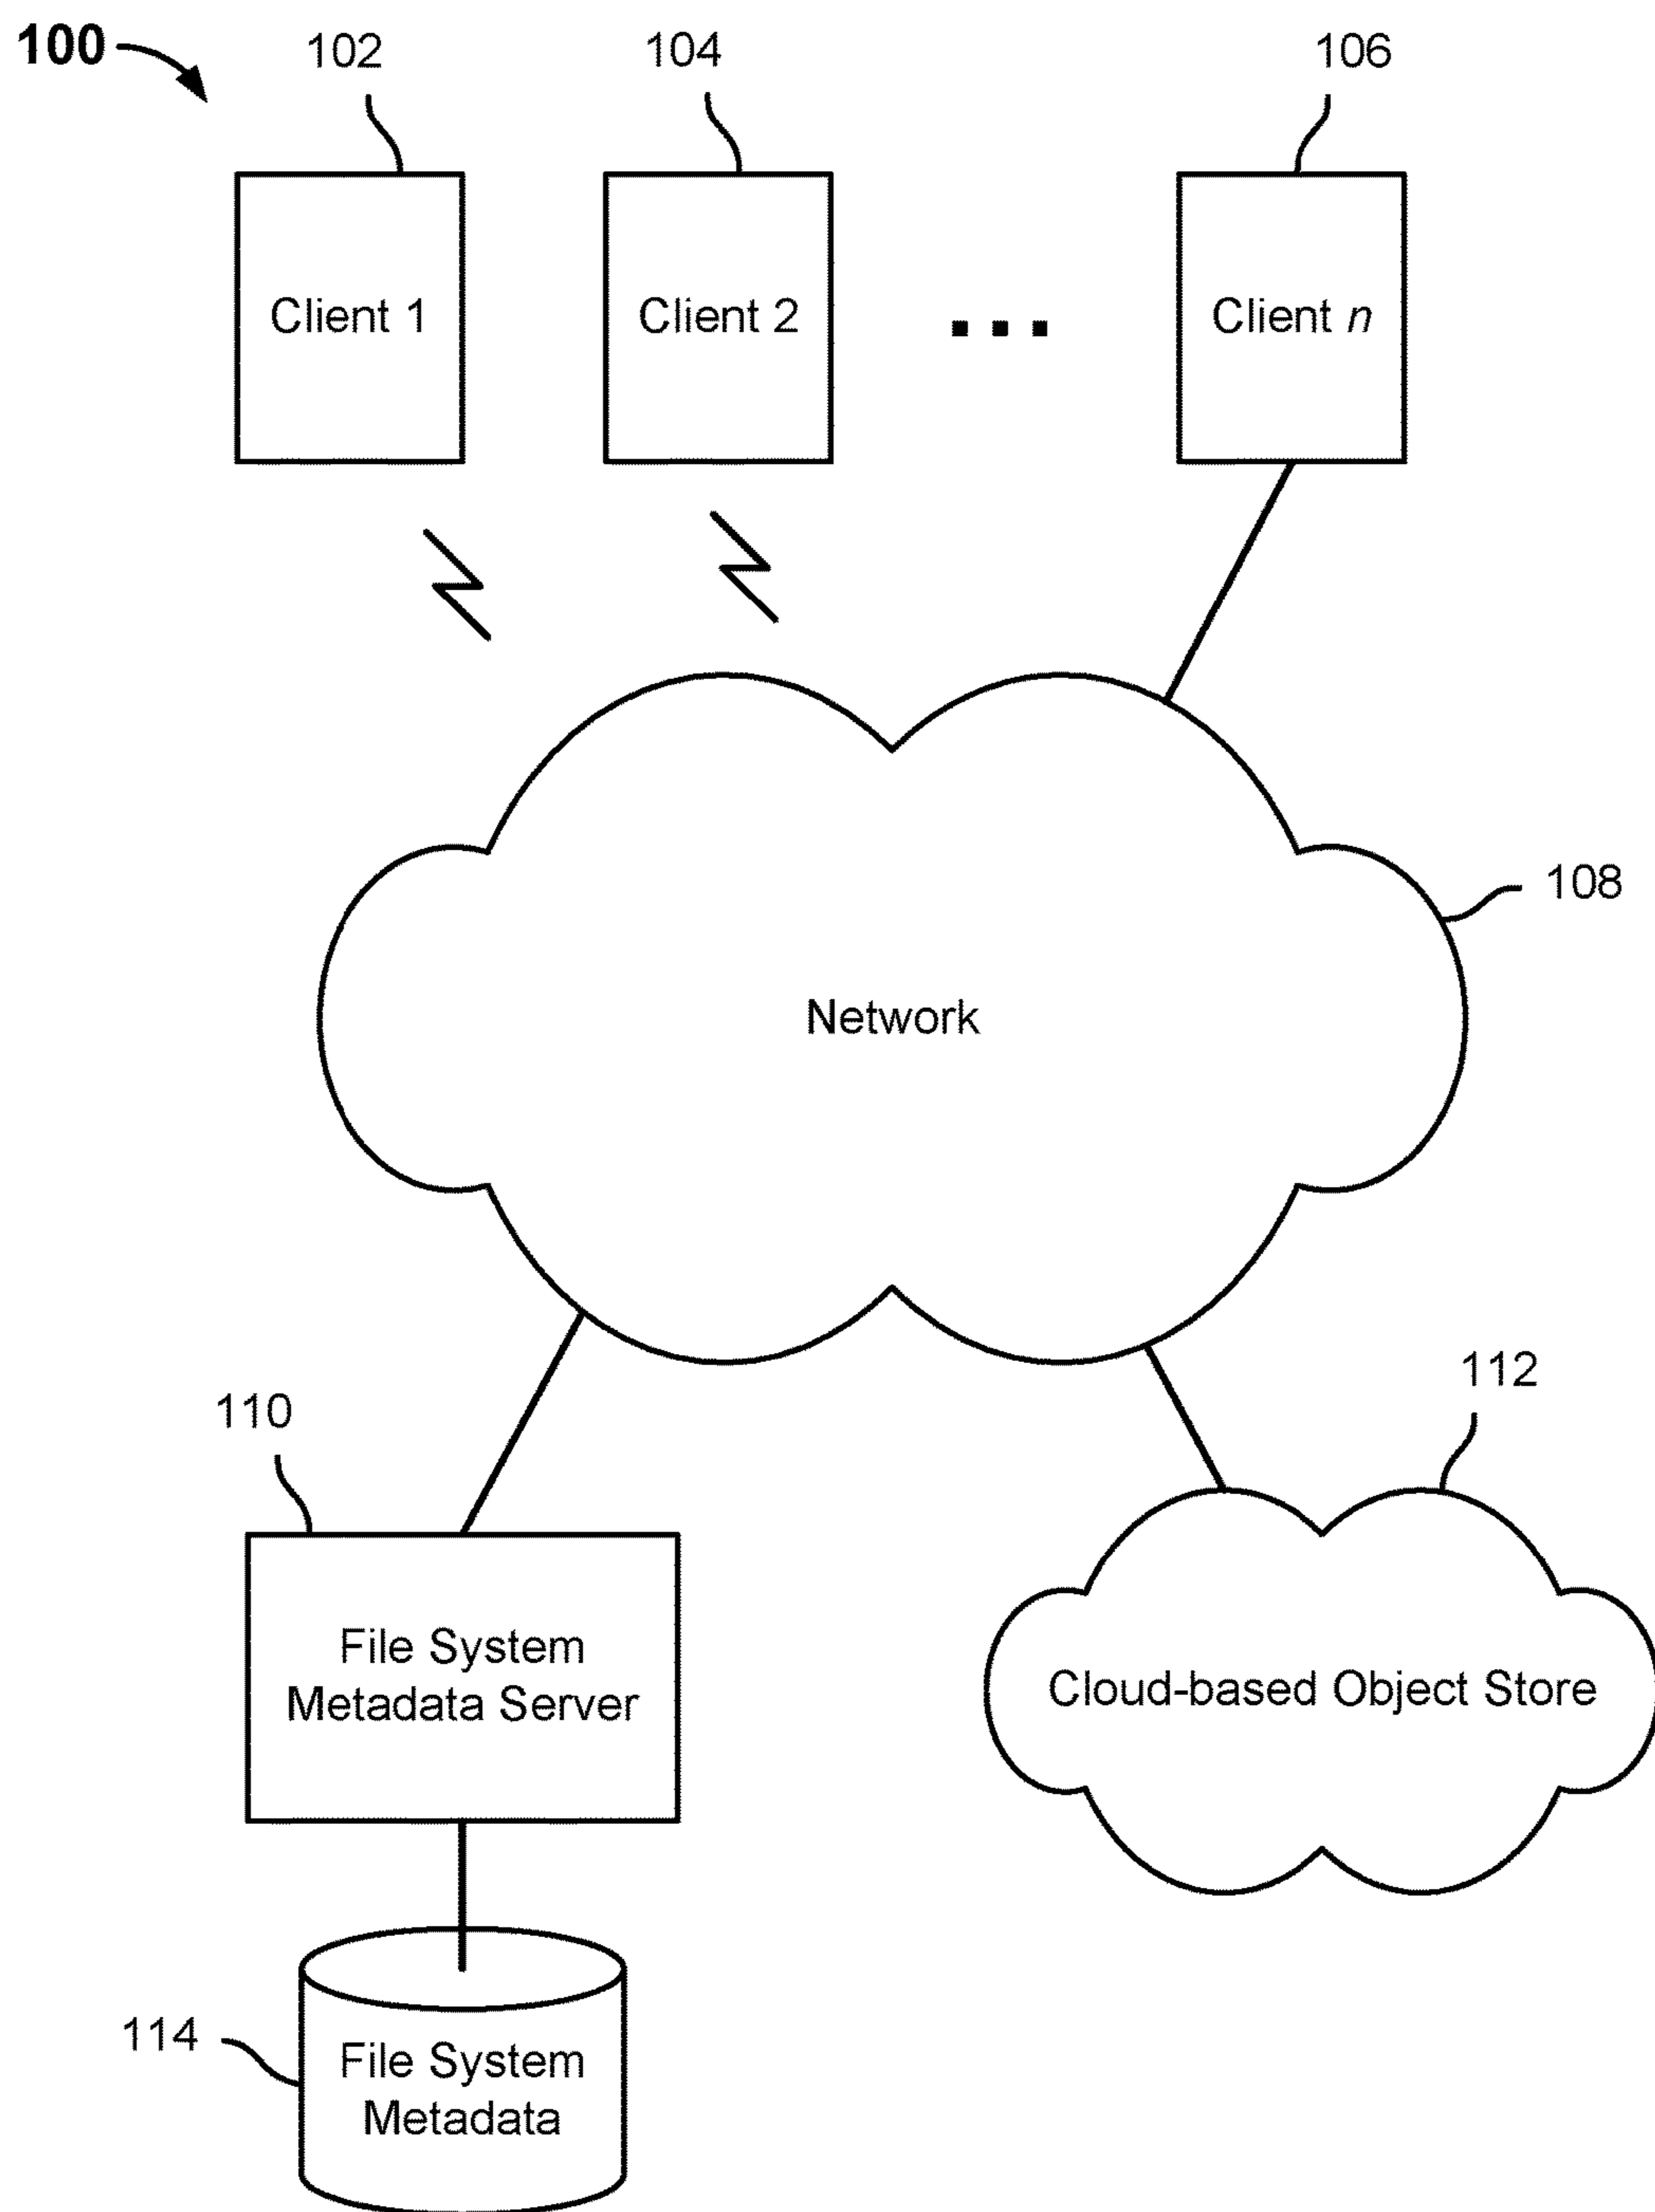 100
102
104
106
Client 1
Client 2
...
Client n
108
Network
112
110
File System
Metadata Server
Cloud-based Object Store
114
File System
Metadata